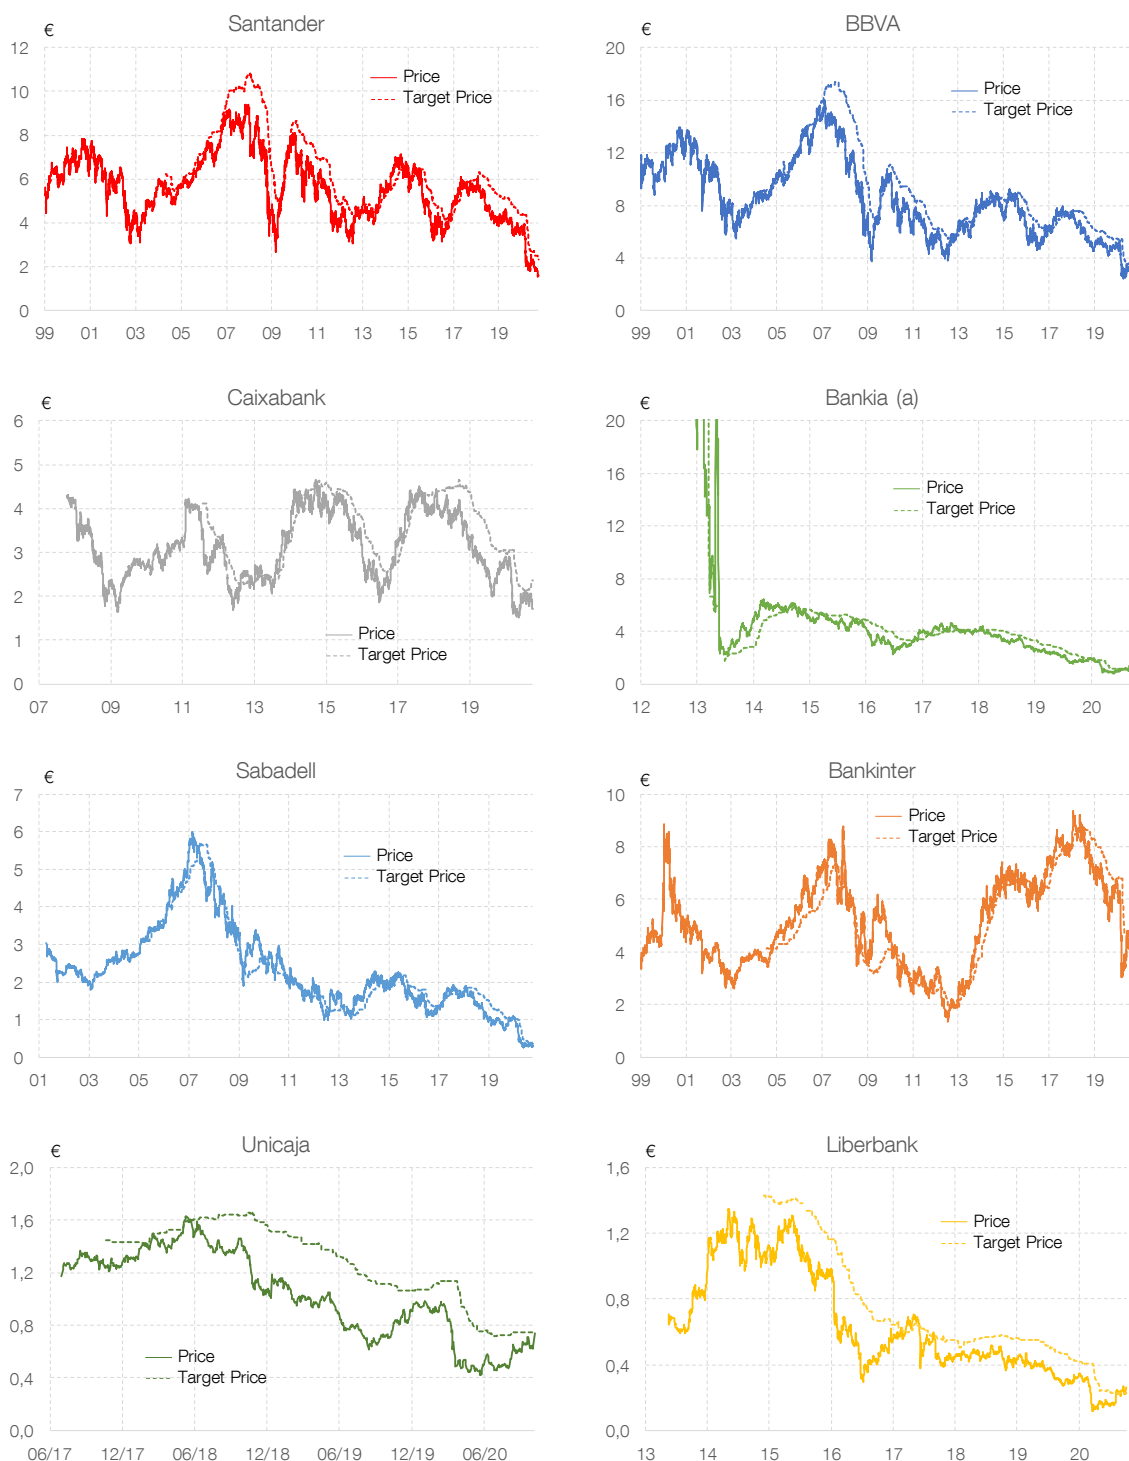 Santander
€
12
10
8
6
4
2
0
Price
Target Price
99 01 03 05 07 09 11 13 15 17 19
BBVA
€
20
16
12
8
4
0
Price
Target Price
99 01 03 05 07 09 11 13 15 17 19
Caixabank
€
6
5
4
3
2
1
0
Price
Target Price
07 09 11 13 15 17 19
Bankia (a)
€
20
16
12
8
4
0
Price
Target Price
12 13 14 15 16 17 18 19 20
Sabadell
€
7
6
5
4
3
2
1
0
Price
Target Price
01 03 05 07 09 11 13 15 17 19
Bankinter
€
10
8
6
4
2
0
Price
Target Price
99 01 03 05 07 09 11 13 15 17 19
Unicaja
€
2,0
1,6
1,2
0,8
0,4
0,0
Price
Target Price
06/17 12/17 06/18 12/18 06/19 12/19 06/20
Liberbank
€
1,6
1,2
0,8
0,4
0,0
Price
Target Price
13 14 15 16 17 18 19 20